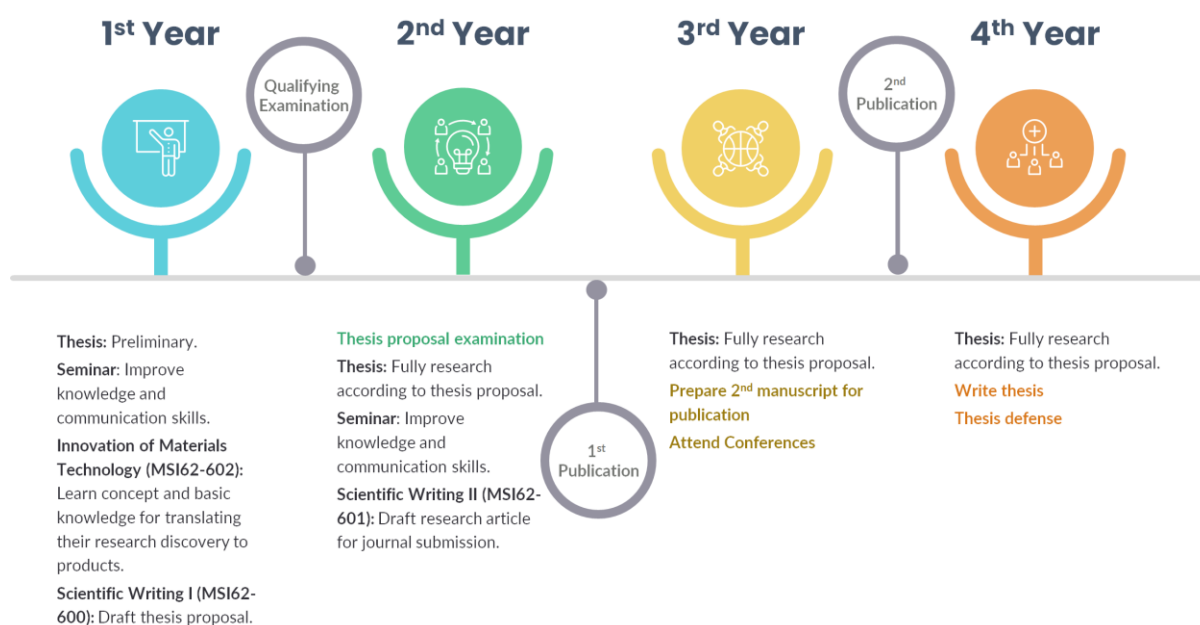 1st Year
Qualifying
Examination
2nd Year
3rd Year
2nd
Publication
4th Year
Thesis: Preliminary.
Seminar: Improve
knowledge and
communication skills.
Innovation of Materials
Technology (MSI62-602):
Learn concept and basic
knowledge for translating
their research discovery to
products.
Scientific Writing I (MSI62-
600): Draft thesis proposal.
Thesis proposal examination
Thesis: Fully research
according to thesis proposal.
Seminar: Improve
knowledge and
communication skills.
Scientific Writing II (MSI62-
601): Draft research article
for journal submission.
1st
Publication
Thesis: Fully research
according to thesis proposal.
Prepare 2nd manuscript for
publication
Attend Conferences
Thesis: Fully research
according to thesis proposal.
Write thesis
Thesis defense